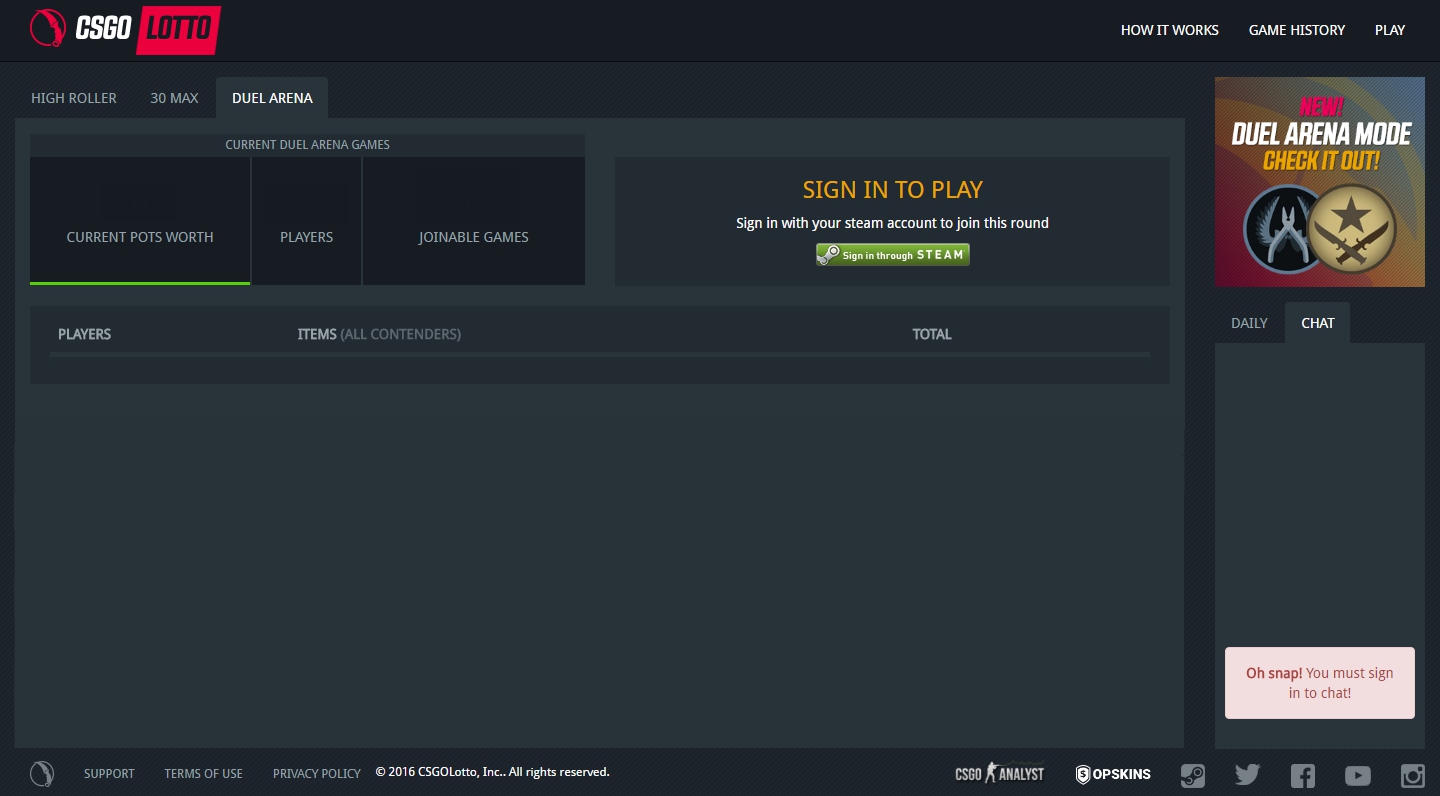 CSGO LOTTO
HOW IT WORKS
GAME HISTORY
PLAY
HIGH ROLLER
30 MAX
DUEL ARENA
CURRENT DUEL ARENA GAMES
CURRENT POTS WORTH
PLAYERS
JOINABLE GAMES
SIGN IN TO PLAY
Sign in with your steam account to join this round
Sign in through STEAM
PLAYERS
ITEMS (ALL CONTENDERS)
TOTAL
NEW!
DUEL ARENA MODE
CHECK IT OUT!
DAILY
CHAT
Oh snap! You must sign
in to chat!
SUPPORT
TERMS OF USE
PRIVACY POLICY
© 2016 CSGOLotto, Inc.. All rights reserved.
CSGO ANALYST
OPSKINS